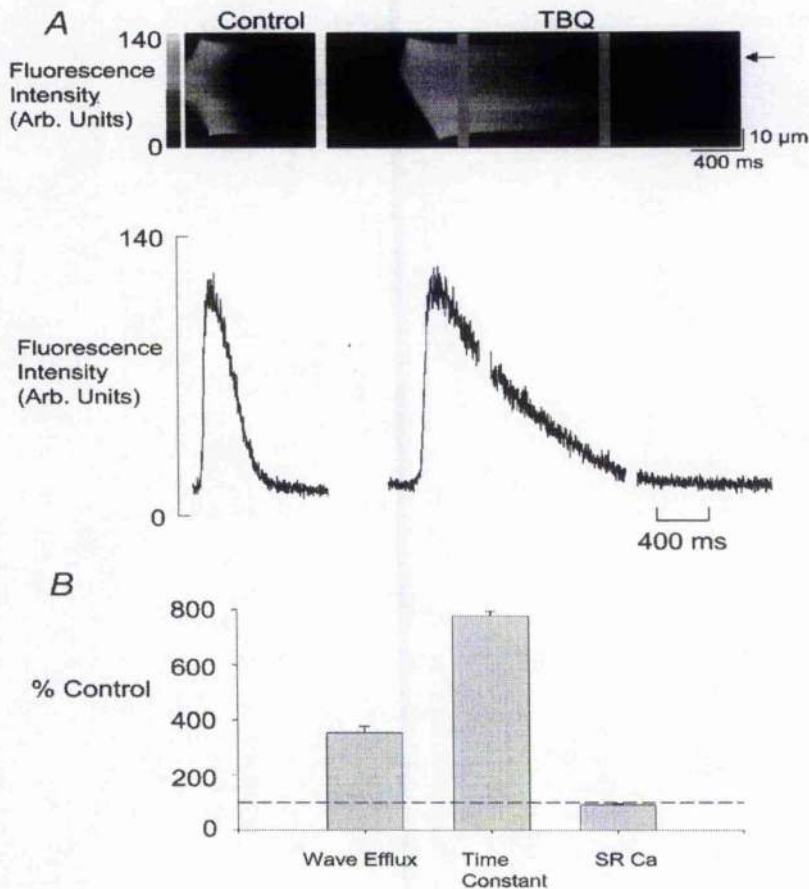 A
Control
TBQ
140
Fluorescence
Intensity
(Arb. Units)
0
10 µm
400 ms
140
Fluorescence
Intensity
(Arb. Units)
0
400 ms
B
800
600
% Control
400
200
0
Wave Efflux
Time
Constant
SR Ca